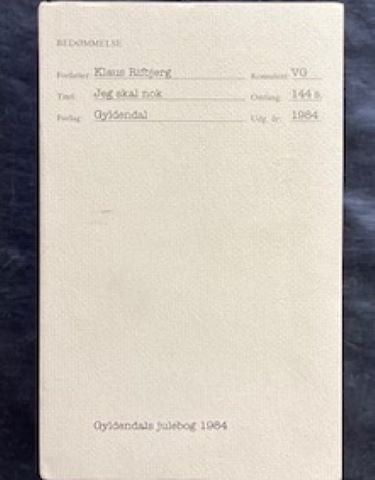 BEDØMMELSE
Forfatter: Klaus Rifbjerg Konsulent: VG
Titel: Jeg skal nok Omfang: 144 s.
Forlag: Gyldendal Udg. år: 1984
Gyldendals julebog 1984